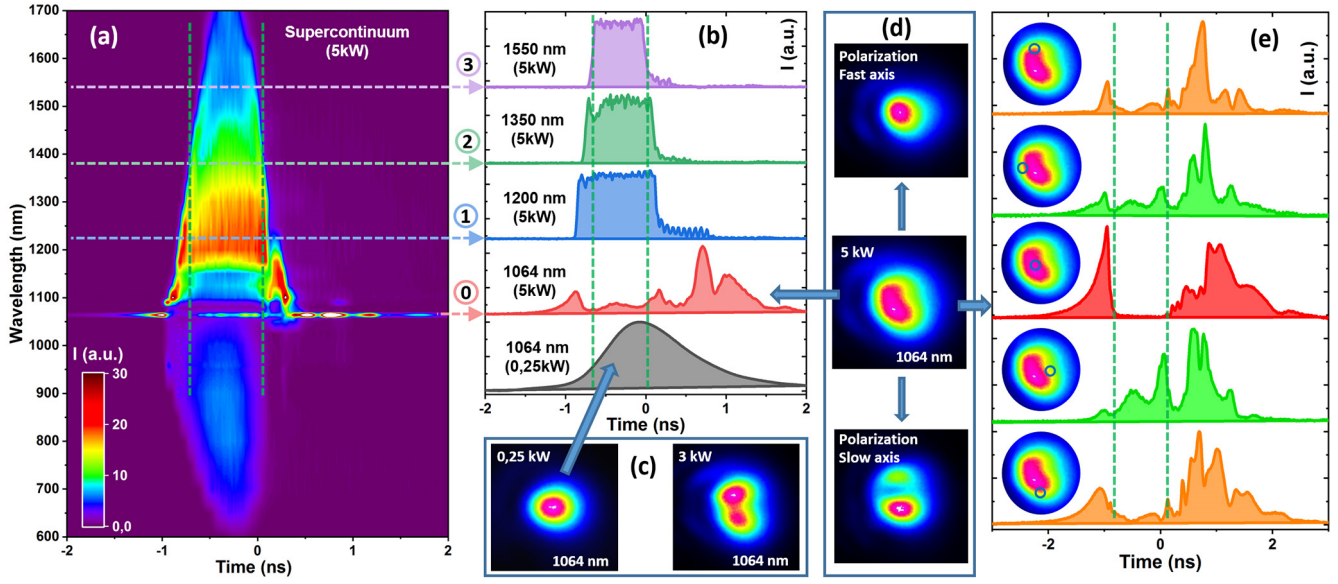 (a)
Supercontinuum
(5kW)
1700
1600
1500
1400
1300
1200
1100
1000
900
800
700
600
Wavelength (nm)
I (a.u.)
30
20
10
0,0
-2
-1
0
1
2
Time (ns)
3
2
1
0
(b)
I (a.u.)
1550 nm
(5kW)
1350 nm
(5kW)
1200 nm
(5kW)
1064 nm
(5kW)
1064 nm
(0,25kW)
-2
-1
0
1
2
Time (ns)
(c)
0,25 kW
1064 nm
3 kW
1064 nm
(d)
Polarization
Fast axis
5 kW
1064 nm
Polarization
Slow axis
(e)
I (a.u.)
-2
0
2
Time (ns)